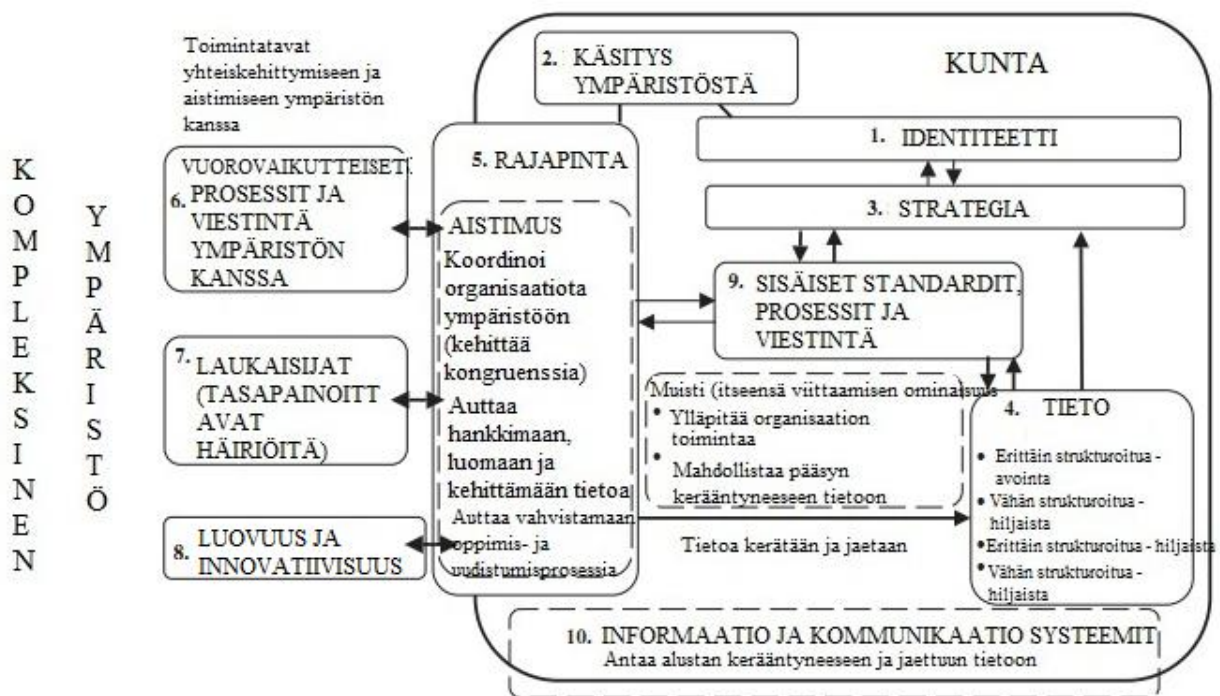 Toimintatavat
yhteiskehittymiseen ja
aistimiseen ympäristön
kanssa
KOMPLEKSINEN
YMPÄRISTÖ
KUNTA
2. KÄSITYS
YMPÄRISTÖSTÄ
1. IDENTITEETTI
3. STRATEGIA
5. RAJAPINTA
VUOROVAIKUTTEISET
6. PROSESSIT JA
VIESTINTÄ
YMPÄRISTÖN
KANSSA
7. LAUKAISIJAT
(TASAPAINOITT
AVAT
HÄIRIÖITÄ)
8. LUOVUUS JA
INNOVATIIVISUUS
AISTIMUS
Koordinoi
organisaatiota
ympäristöön
(kehittää
kongruenssia)
Auttaa
hankkimaan,
luomaan ja
kehittämään tietoa
Auttaa vahvistamaan
oppimis- ja
uudistumisprosessia
9. SISÄISET STANDARDIT,
PROSESSIT JA
VIESTINTÄ
Muisti (itseensä viittaamisen ominaisuus
• Ylläpitää organisaation
toimintaa
• Mahdollistaa pääsyn
kerääntyneeseen tietoon
Tietoa kerätään ja jaetaan
4. TIETO
• Erittäin strukturoitua -
avointa
• Vähän strukturoitua -
hiljaista
• Erittäin strukturoitua - hiljaista
• Vähän strukturoitua -
hiljaista
10. INFORMAATIO JA KOMMUNIKAATIO SYSTEEMIT
Antaa alustan kerääntyneeseen ja jaettuun tietoon